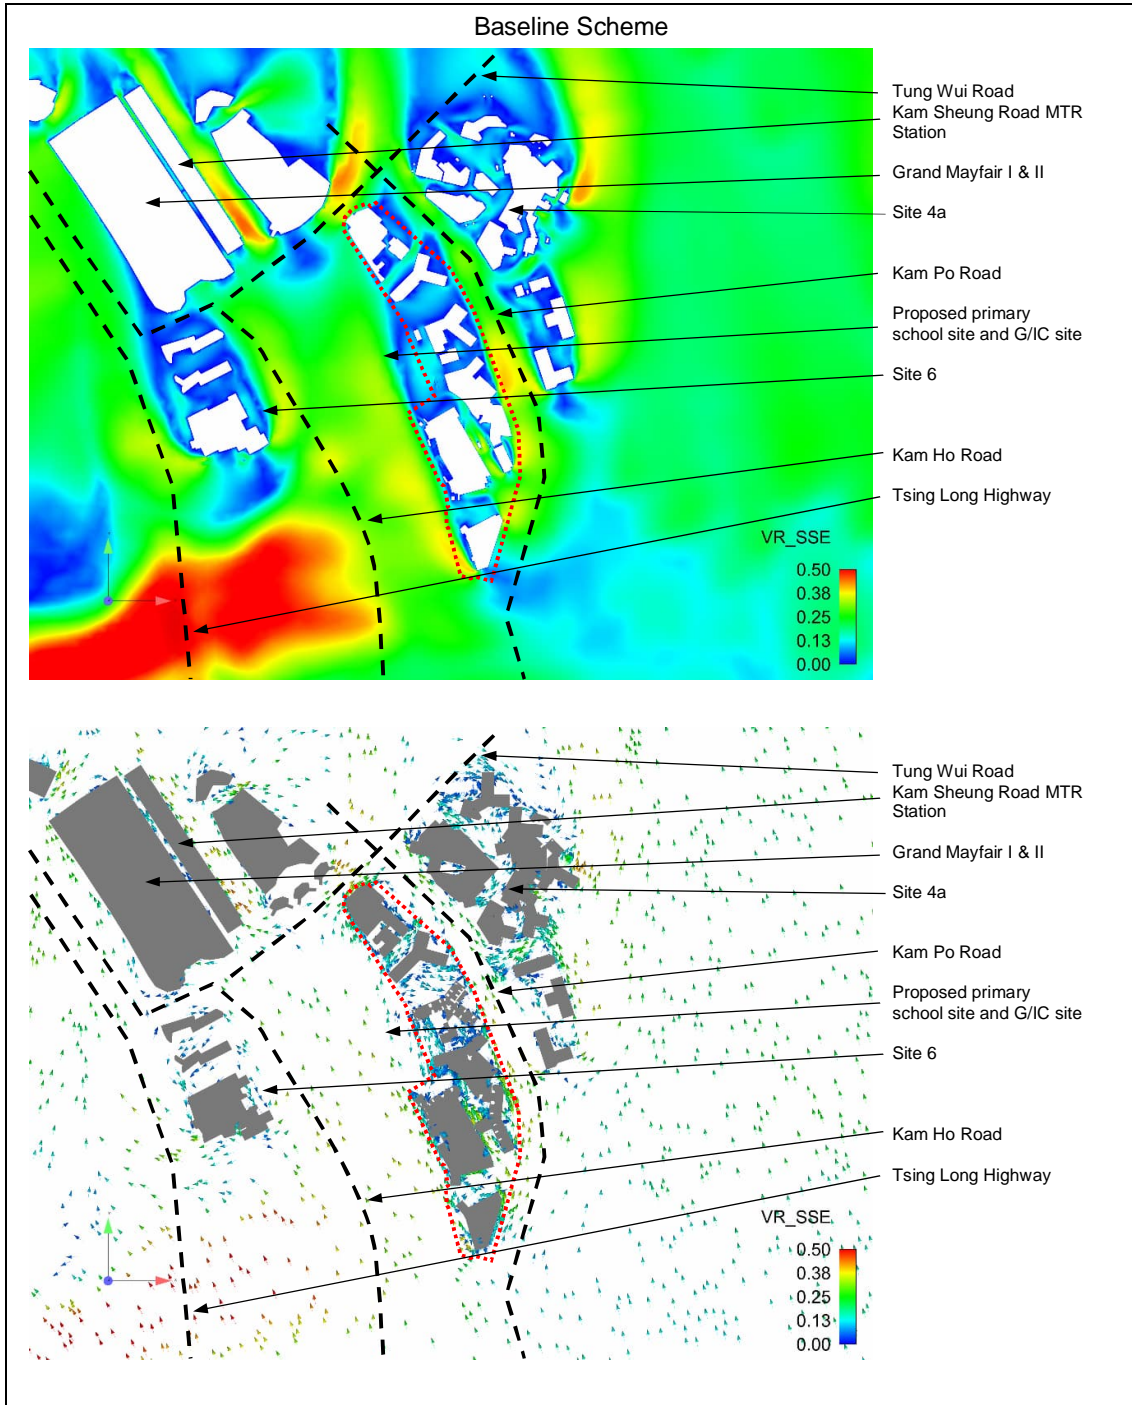 Baseline Scheme
Tung Wui Road
Kam Sheung Road MTR
Station
Grand Mayfair I & II
Site 4a
Kam Po Road
Proposed primary
school site and G/IC site
Site 6
Kam Ho Road
Tsing Long Highway
VR_SSE
0.50
0.38
0.25
0.13
0.00
Tung Wui Road
Kam Sheung Road MTR
Station
Grand Mayfair I & II
Site 4a
Kam Po Road
Proposed primary
school site and G/IC site
Site 6
Kam Ho Road
Tsing Long Highway
VR_SSE
0.50
0.38
0.25
0.13
0.00